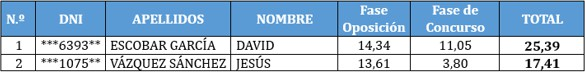 N.º DNI APELLIDOS NOMBRE Fase Oposición Fase de Concurso TOTAL
1 ***6393** ESCOBAR GARCÍA DAVID 14,34 11,05 25,39
2 ***1075** VÁZQUEZ SÁNCHEZ JESÚS 13,61 3,80 17,41